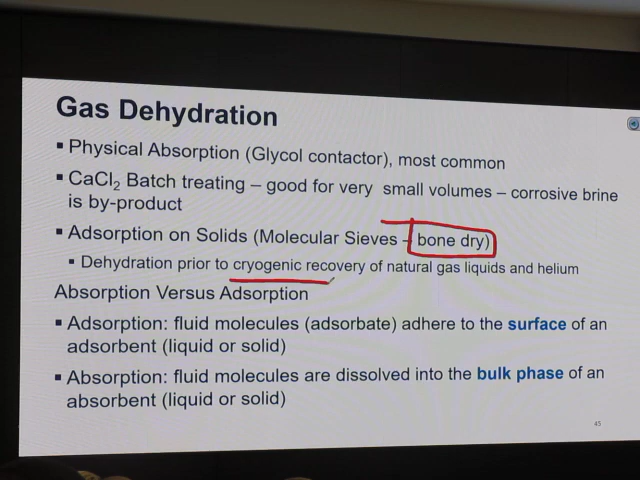 Gas Dehydration
▪ Physical Absorption (Glycol contactor), most common
▪ CaCl₂ Batch treating – good for very small volumes – corrosive brine
is by-product
▪ Adsorption on Solids (Molecular Sieves – bone dry)
▪ Dehydration prior to cryogenic recovery of natural gas liquids and helium
Absorption Versus Adsorption
▪ Adsorption: fluid molecules (adsorbate) adhere to the surface of an
adsorbent (liquid or solid)
▪ Absorption: fluid molecules are dissolved into the bulk phase of an
absorbent (liquid or solid)
45